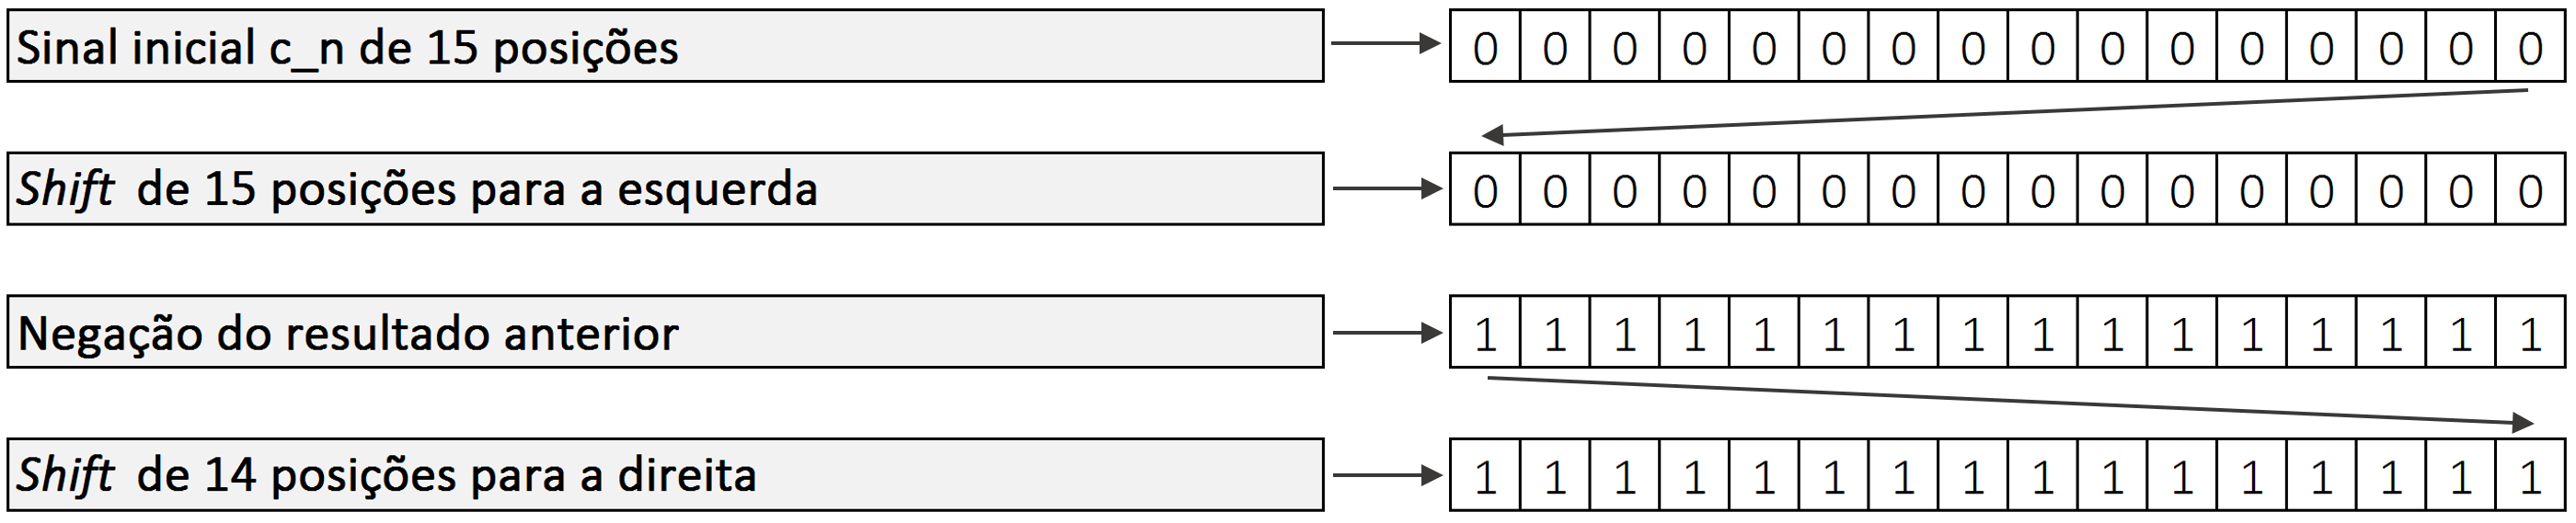 Sinal inicial c_n de 15 posições 0 0 0 0 0 0 0 0 0 0 0 0 0 0 0 0
Shift de 15 posições para a esquerda 0 0 0 0 0 0 0 0 0 0 0 0 0 0 0 0
Negação do resultado anterior 1 1 1 1 1 1 1 1 1 1 1 1 1 1 1 1
Shift de 14 posições para a direita 1 1 1 1 1 1 1 1 1 1 1 1 1 1 1 1